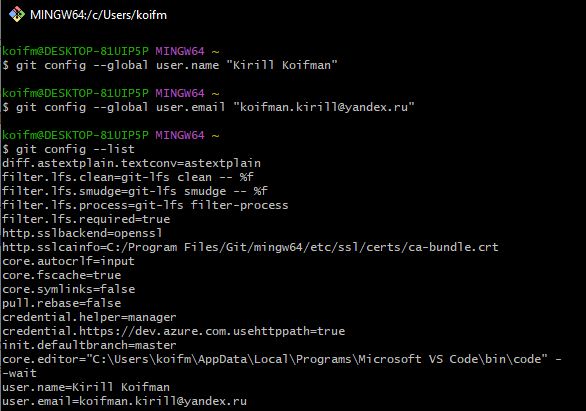 MINGW64:/c/Users/koifm
koifm@DESKTOP-81UIP5P MINGW64 ~
$ git config --global user.name "Kirill Koifman"
koifm@DESKTOP-81UIP5P MINGW64 ~
$ git config --global user.email "koifman.kirill@yandex.ru"
koifm@DESKTOP-81UIP5P MINGW64 ~
$ git config --list
diff.astextplain.textconv=astextplain
filter.lfs.clean=git-lfs clean -- %f
filter.lfs.smudge=git-lfs smudge -- %f
filter.lfs.process=git-lfs filter-process
filter.lfs.required=true
http.sslbackend=openssl
http.sslcainfo=C:/Program Files/Git/mingw64/etc/ssl/certs/ca-bundle.crt
core.autocrlf=input
core.fscache=true
core.symlinks=false
pull.rebase=false
credential.helper=manager
credential.https://dev.azure.com.usehttppath=true
init.defaultbranch=master
core.editor="C:\Users\koifm\AppData\Local\Programs\Microsoft VS Code\bin\code" -
-wait
user.name=Kirill Koifman
user.email=koifman.kirill@yandex.ru